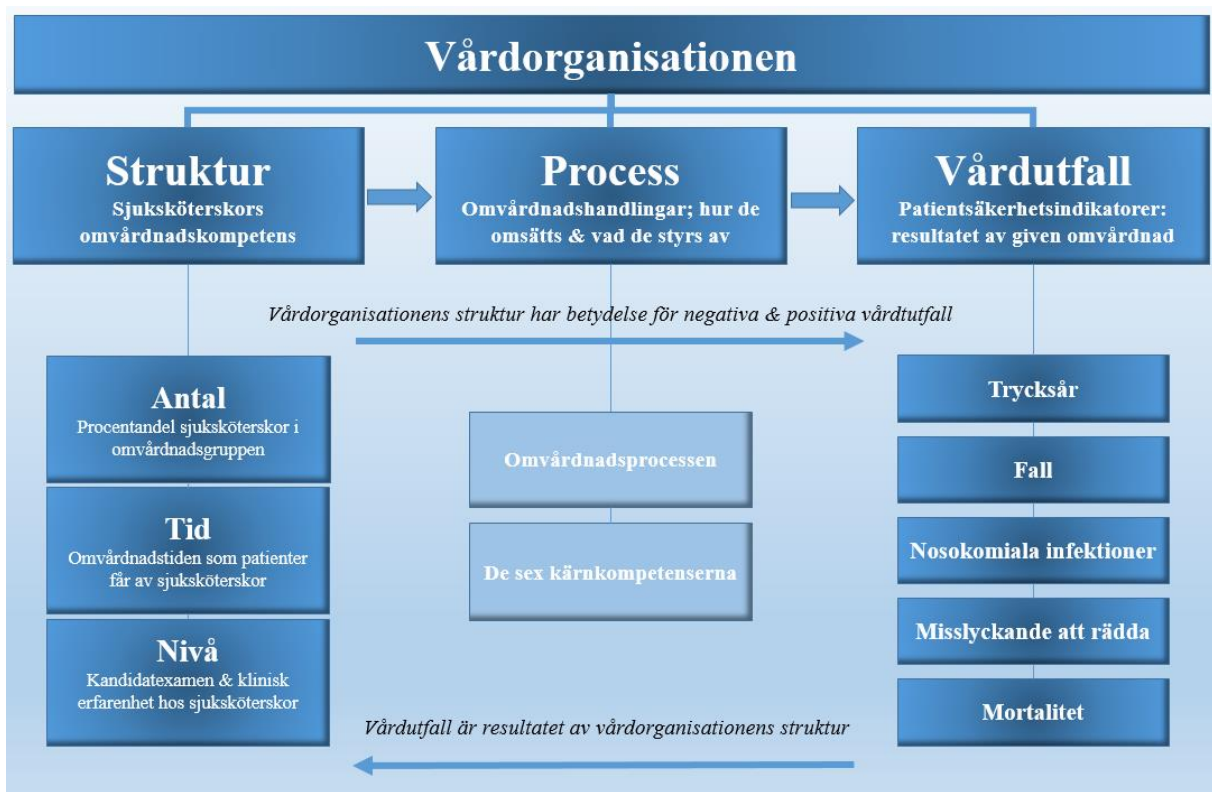 Vårdorganisationen
Struktur
Sjuksköterskors
omvårdnadskompetens
Process
Omvårdnadshandlingar; hur de
omsätts & vad de styrs av
Vårdutfall
Patientsäkerhetsindikatorer:
resultatet av given omvårdnad
Vårdorganisationens struktur har betydelse för negativa & positiva vårdtutfall
Antal
Procentandel sjuksköterskor i
omvårdnadsgruppen
Tid
Omvårdnadstiden som patienter
får av sjuksköterskor
Nivå
Kandidatexamen & klinisk
erfarenhet hos sjuksköterskor
Omvårdnadsprocessen
De sex kärnkompetenserna
Trycksår
Fall
Nosokomiala infektioner
Misslyckande att rädda
Mortalitet
Vårdutfall är resultatet av vårdorganisationens struktur